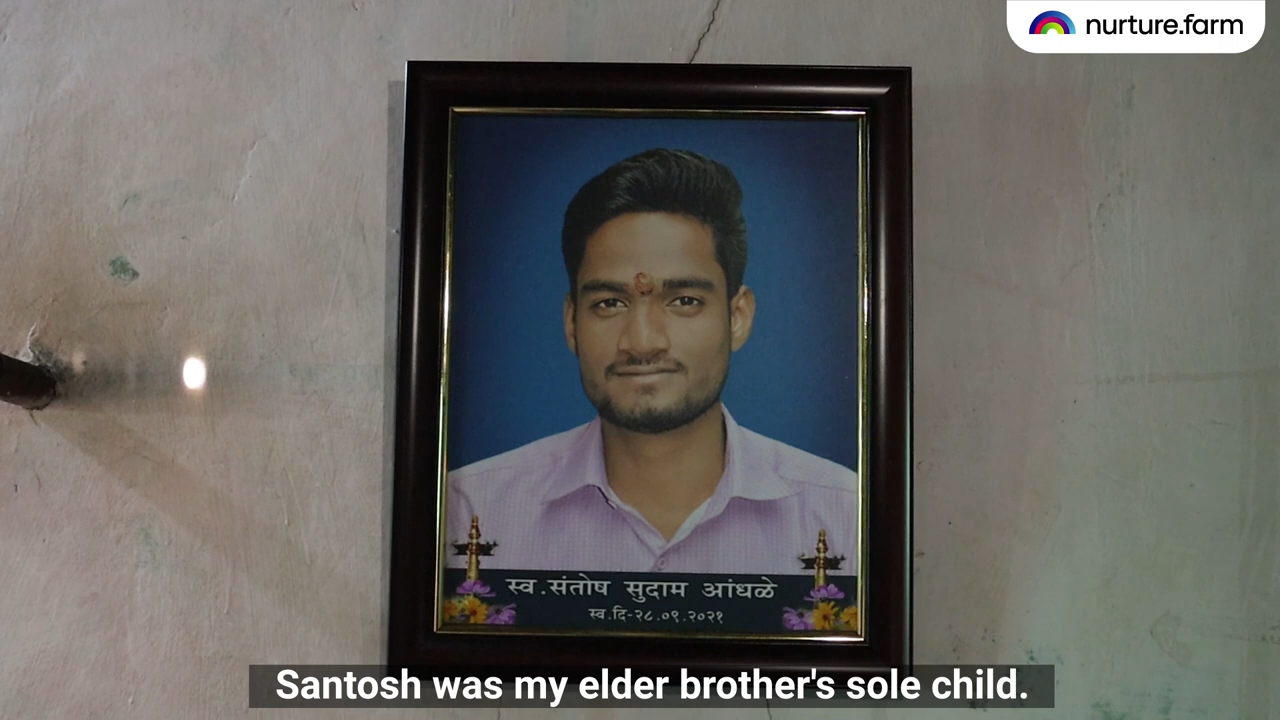 nurture.farm
स्व.संतोष सुदाम आंधळे
स्व.दि-२८.०९.२०२१
Santosh was my elder brother's sole child.